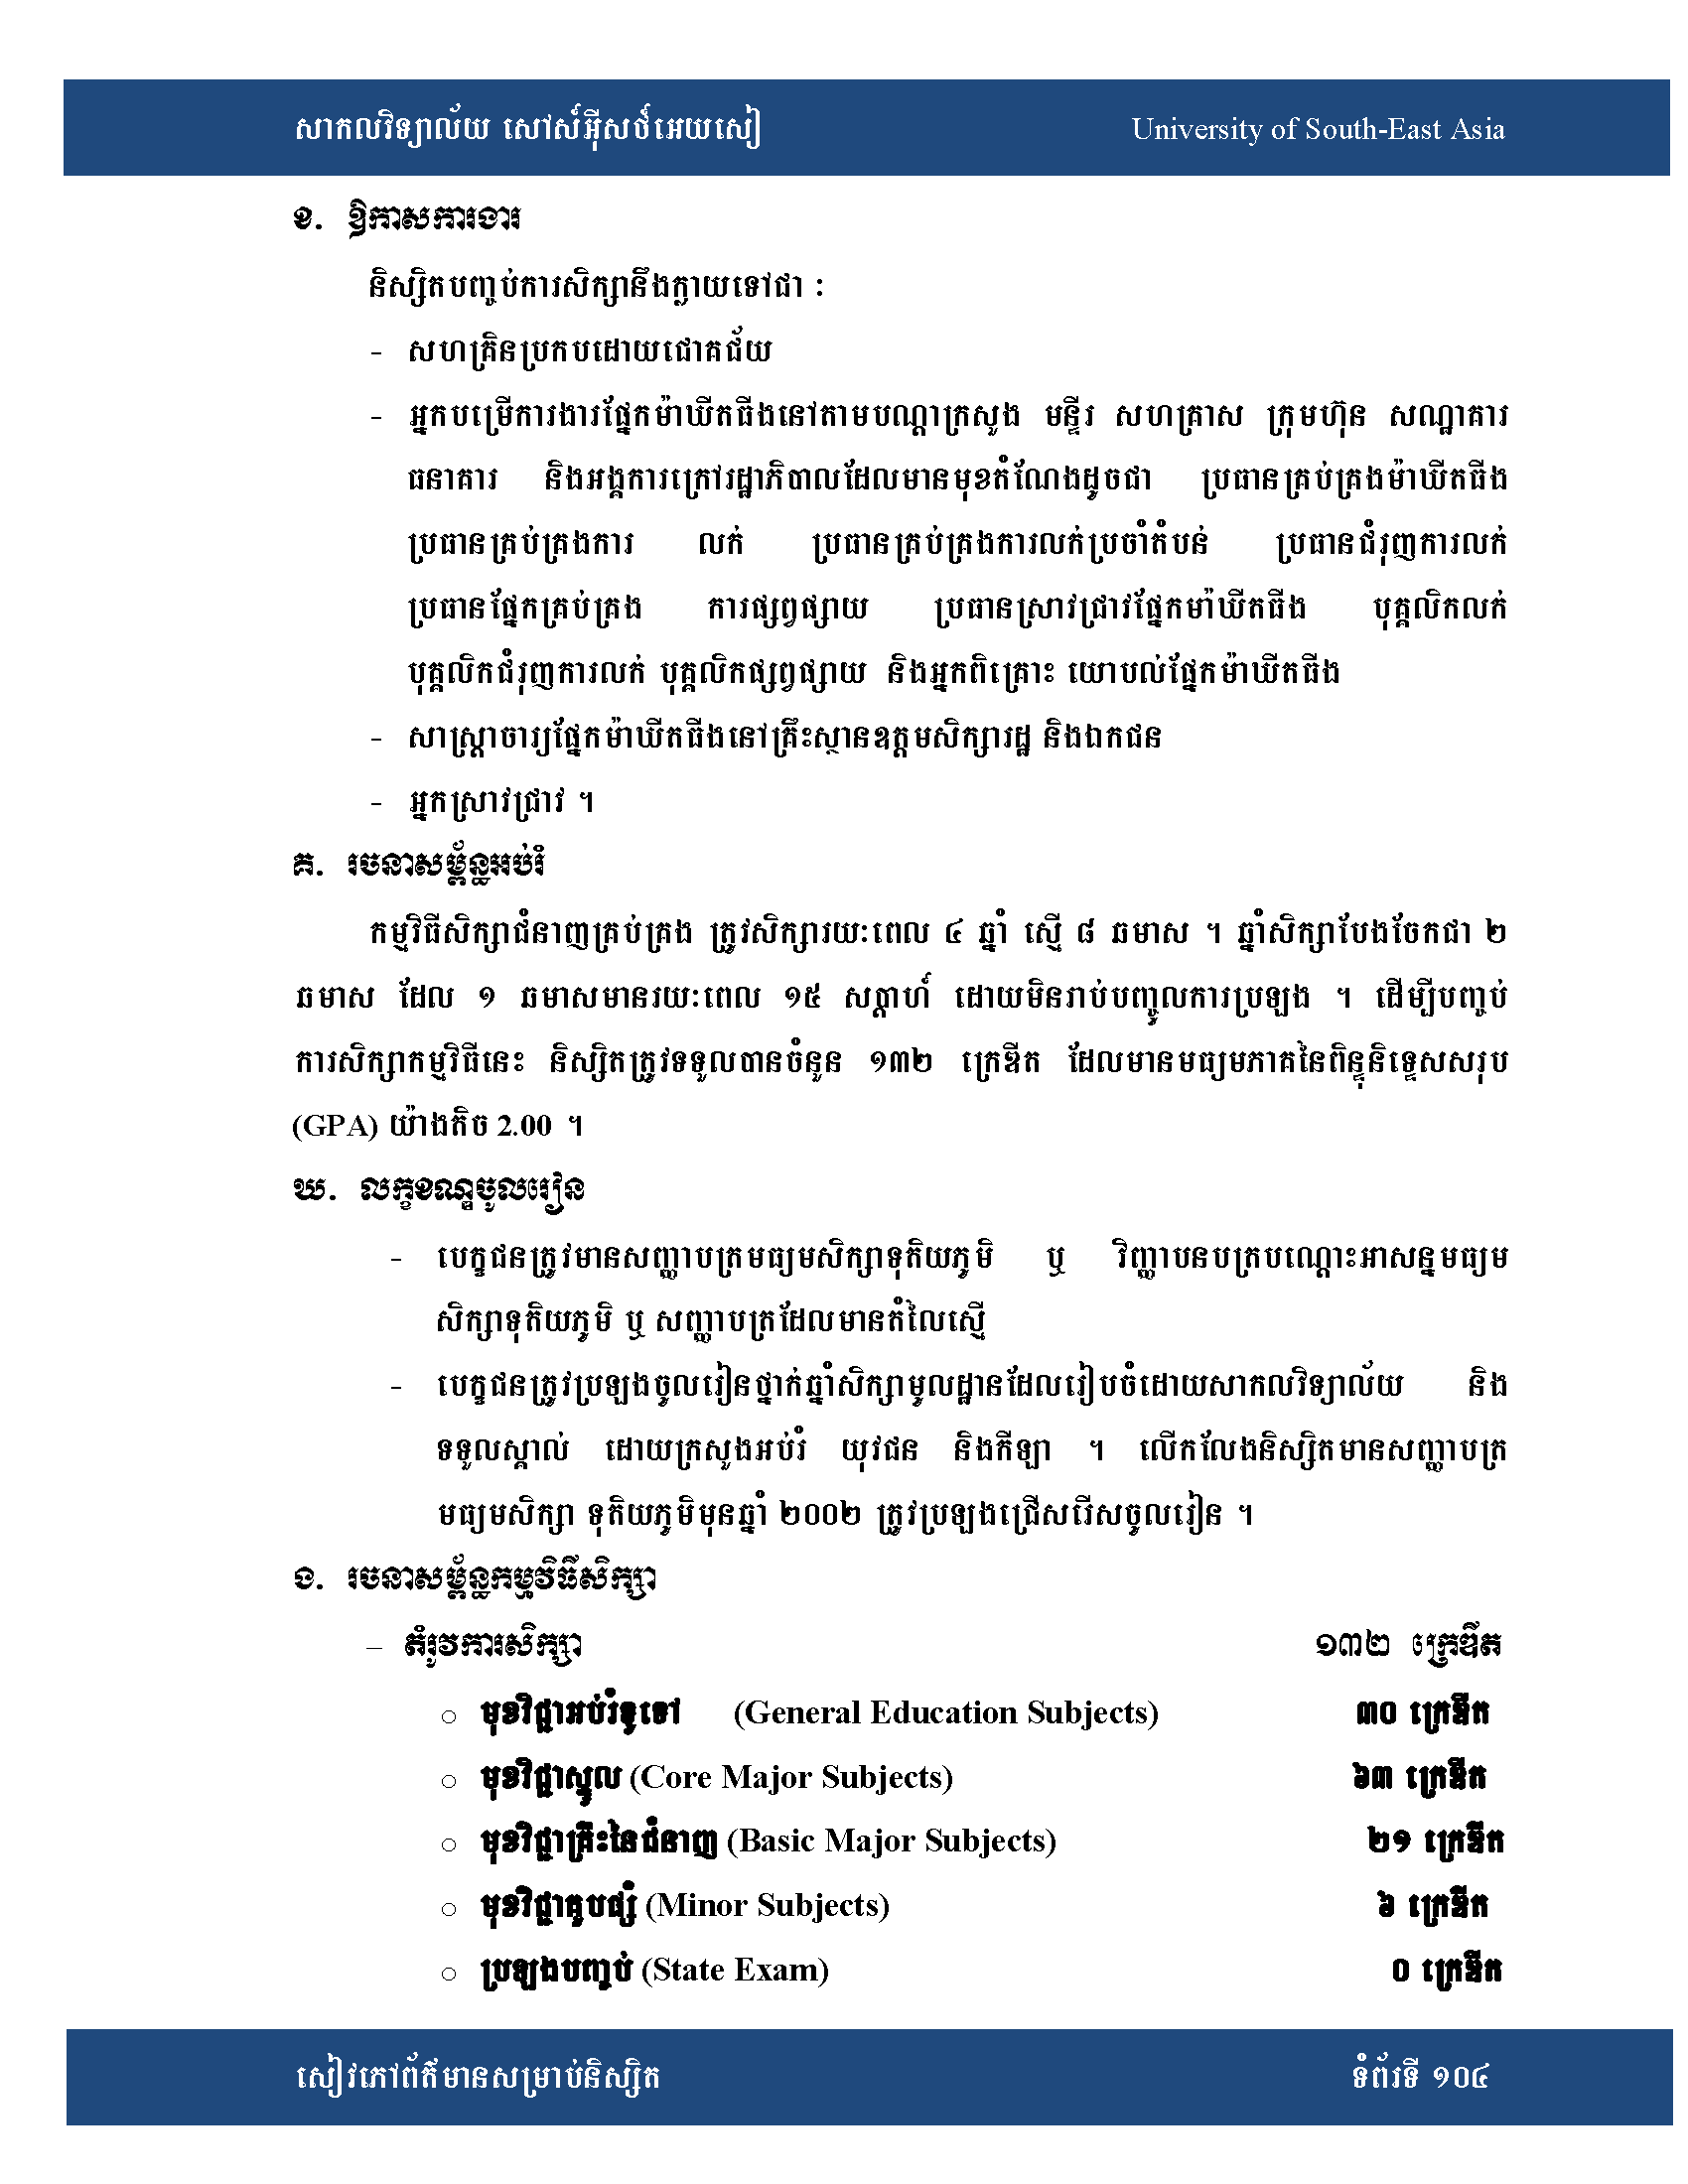 សាកលវិទ្យាល័យ សៅស៍អ៊ីសថ៍អេយសៀ University of South-East Asia
ខ. ឱកាសការងារ
និស្សិតបញ្ចប់ការសិក្សានឹងក្លាយទៅជា :
- សហគ្រិនប្រកបដោយជោគជ័យ
- អ្នកបម្រើការងារផ្នែកម៉ាឃីតធីងនៅតាមបណ្តាក្រសួង មន្ទីរ សហគ្រាស ក្រុមហ៊ុន សណ្ឋាគារ
ធនាគារ និងអង្គការក្រៅរដ្ឋាភិបាលដែលមានមុខតំណែងដូចជា ប្រធានគ្រប់គ្រងម៉ាឃីតធីង
ប្រធានគ្រប់គ្រងការ លក់ ប្រធានគ្រប់គ្រងការលក់ប្រចាំតំបន់ ប្រធានជំរុញការលក់
ប្រធានផ្នែកគ្រប់គ្រង ការផ្សព្វផ្សាយ ប្រធានស្រាវជ្រាវផ្នែកម៉ាឃីតធីង បុគ្គលិកលក់
បុគ្គលិកជំរុញការលក់ បុគ្គលិកផ្សព្វផ្សាយ និងអ្នកពិគ្រោះ យោបល់ផ្នែកម៉ាឃីតធីង
- សាស្ត្រាចារ្យផ្នែកម៉ាឃីតធីងនៅគ្រឹះស្ថានឧត្តមសិក្សារដ្ឋ និងឯកជន
- អ្នកស្រាវជ្រាវ ។
គ. រចនាសម្ព័ន្ធអប់រំ
កម្មវិធីសិក្សាជំនាញគ្រប់គ្រង ត្រូវសិក្សារយៈពេល ៤ ឆ្នាំ ស្មើ ៨ ឆមាស ។ ឆ្នាំសិក្សាបែងចែកជា ២
ឆមាស ដែល ១ ឆមាសមានរយៈពេល ១៥ សប្តាហ៍ ដោយមិនរាប់បញ្ចូលការប្រឡង ។ ដើម្បីបញ្ចប់
ការសិក្សាកម្មវិធីនេះ និស្សិតត្រូវទទួលបានចំនួន ១៣២ ក្រេឌីត ដែលមានមធ្យមភាគនៃពិន្ទុនិទ្ទេសសរុប
(GPA) យ៉ាងតិច 2.00 ។
ឃ. លក្ខខណ្ឌចូលរៀន
- បេក្ខជនត្រូវមានសញ្ញាបត្រមធ្យមសិក្សាទុតិយភូមិ ឬ វិញ្ញាបនបត្របណ្តោះអាសន្នមធ្យម
សិក្សាទុតិយភូមិ ឬ សញ្ញាបត្រដែលមានតំលៃស្មើ
- បេក្ខជនត្រូវប្រឡងចូលរៀនថ្នាក់ឆ្នាំសិក្សាមូលដ្ឋានដែលរៀបចំដោយសាកលវិទ្យាល័យ និង
ទទួលស្គាល់ ដោយក្រសួងអប់រំ យុវជន និងកីឡា ។ លើកលែងនិស្សិតមានសញ្ញាបត្រ
មធ្យមសិក្សា ទុតិយភូមិមុនឆ្នាំ ២០០២ ត្រូវប្រឡងជ្រើសរើសចូលរៀន ។
ង. រចនាសម្ព័ន្ធកម្មវិធីសិក្សា
– តំរូវការសិក្សា ១៣២ ក្រេឌីត
○ មុខវិជ្ជាអប់រំទូទៅ (General Education Subjects) ៣០ ក្រេឌីត
○ មុខវិជ្ជាស្នូល (Core Major Subjects) ៦៣ ក្រេឌីត
○ មុខវិជ្ជាគ្រឹះនៃជំនាញ (Basic Major Subjects) ២១ ក្រេឌីត
○ មុខវិជ្ជាគួបផ្សំ (Minor Subjects) ៦ ក្រេឌីត
○ ប្រឡងបញ្ចប់ (State Exam) ០ ក្រេឌីត
សៀវភៅព័ត៌មានសម្រាប់និស្សិត ទំព័រទី ១០៤